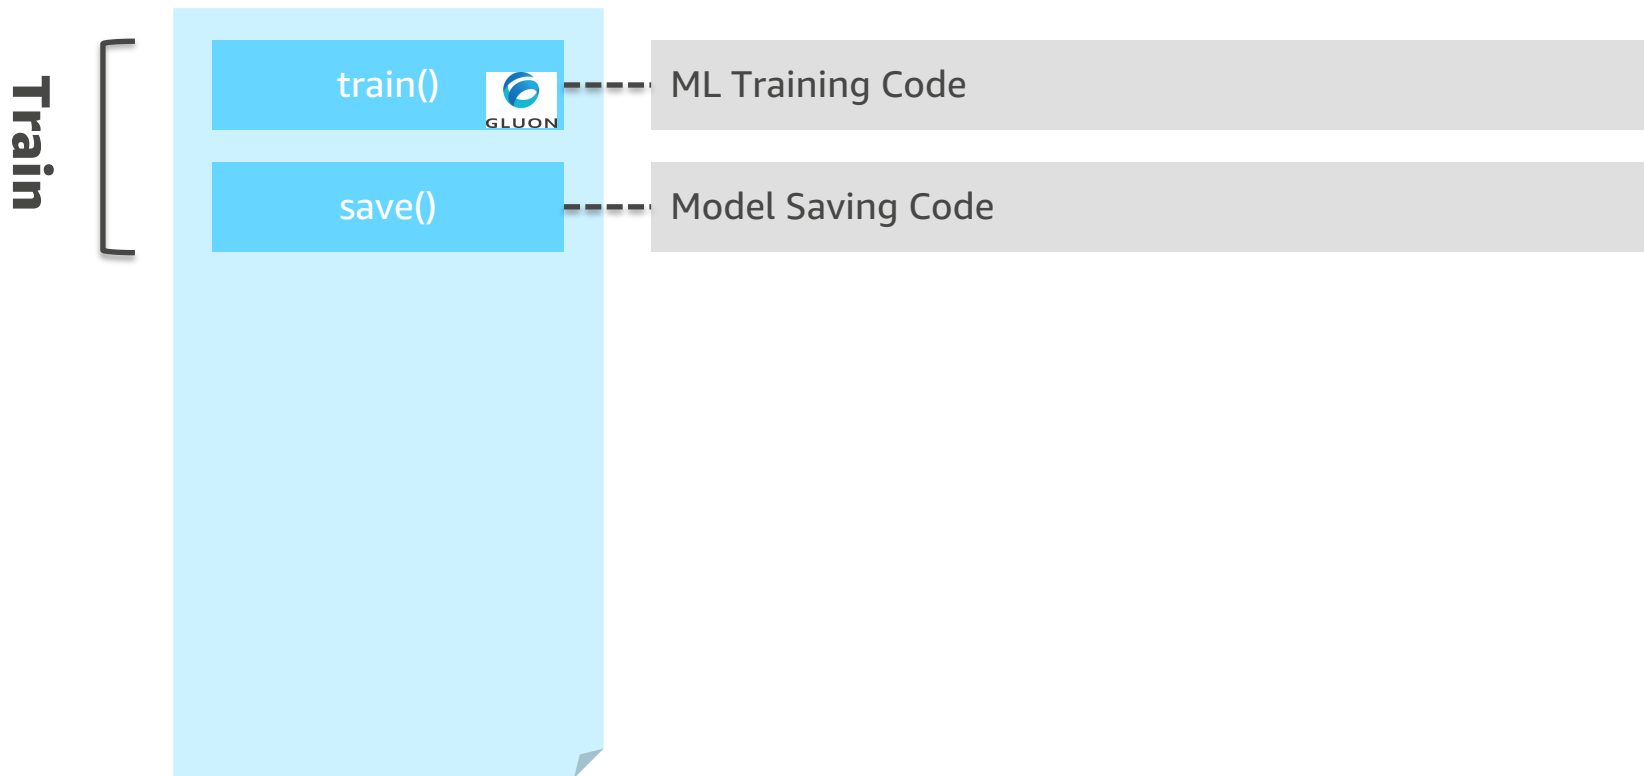 Train
train()
GLUON
ML Training Code
save()
Model Saving Code